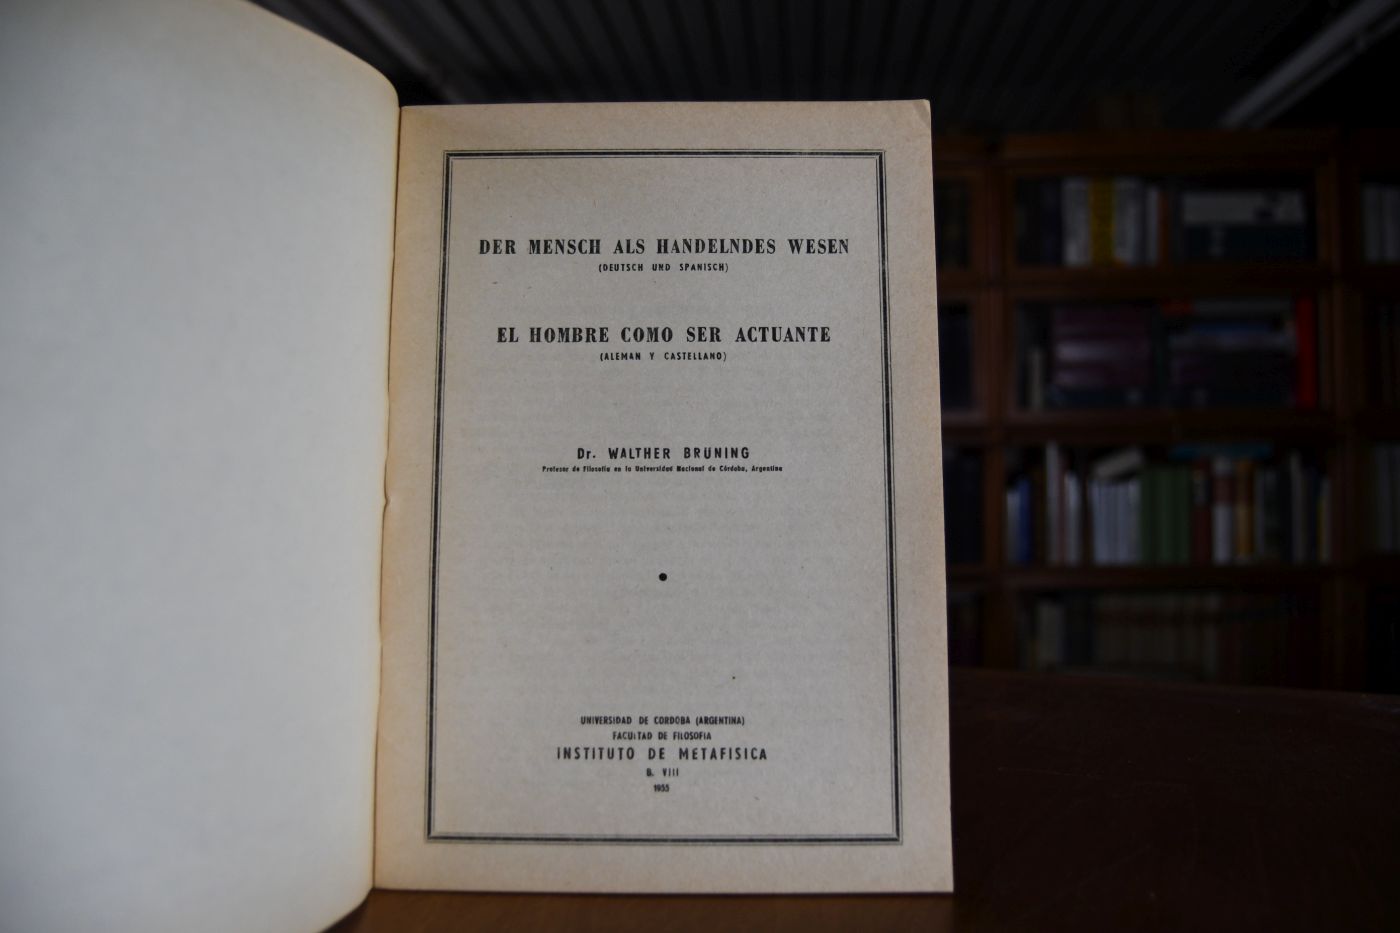 DER MENSCH ALS HANDELNDES WESEN
(DEUTSCH UND SPANISCH)
EL HOMBRE COMO SER ACTUANTE
(ALEMAN Y CASTELLANO)
Dr. WALTHER BRÜNING
Profesor de Filosofía en la Universidad Nacional de Córdoba, Argentina
UNIVERSIDAD DE CORDOBA (ARGENTINA)
FACULTAD DE FILOSOFIA
INSTITUTO DE METAFISICA
B. VIII
1955